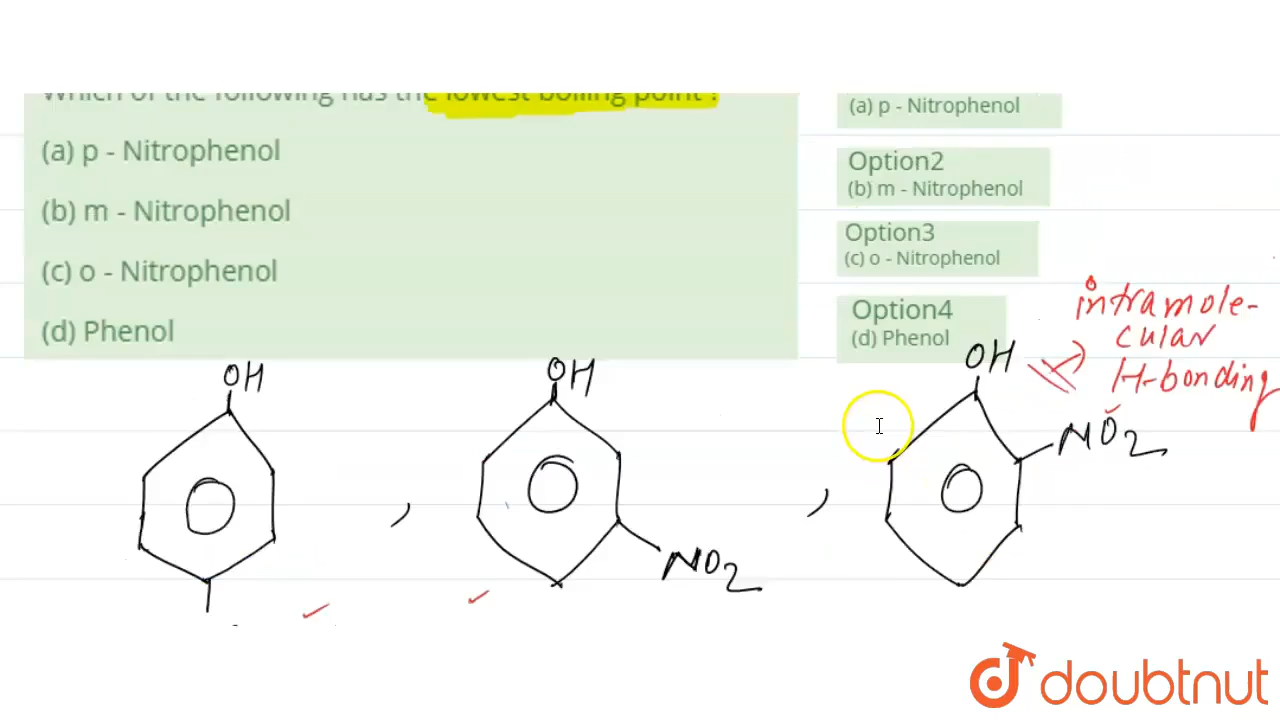 Which of the following has the lowest boiling point ?
(a) p - Nitrophenol
(b) m - Nitrophenol
(c) o - Nitrophenol
(d) Phenol
(a) p - Nitrophenol
Option2
(b) m - Nitrophenol
Option3
(c) o - Nitrophenol
Option4
(d) Phenol
intramole-
cular
H-bonding
OH
OH
NO2
OH
NO2
doubtnut